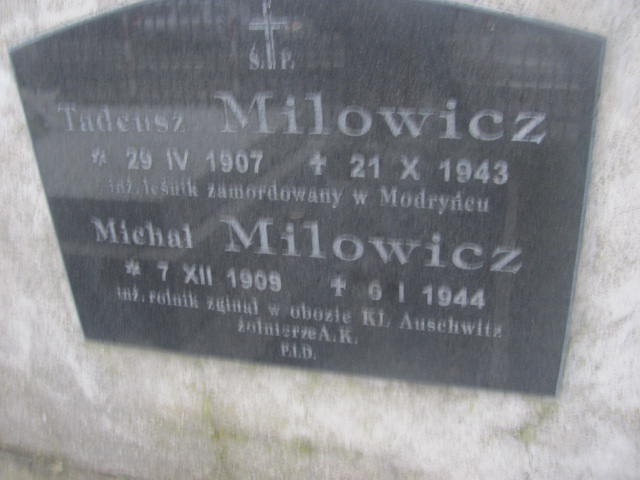 Ś. P.
Tadeusz Milowicz
* 29 IV 1907 ✝ 21 X 1943
inż. leśnik zamordowany w Modryńcu
Michał Milowicz
* 7 XII 1909 ✝ 6 I 1944
inż. rolnik zginął w obozie KL Auschwitz
żołnierze A.K.
P.I.D.